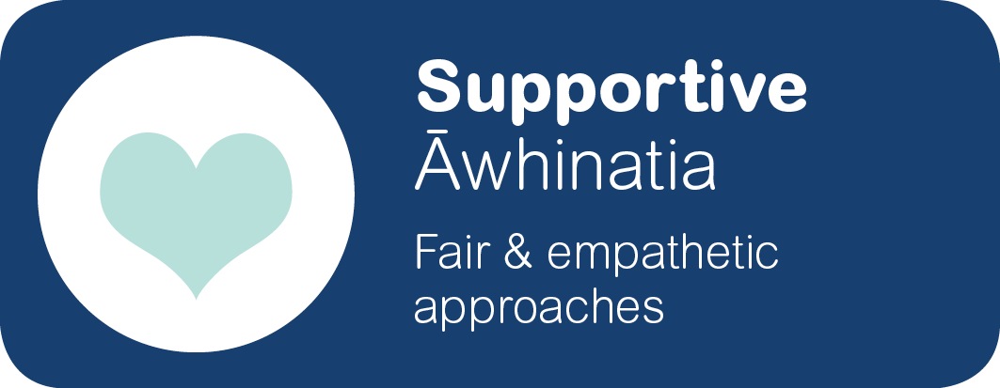 Supportive
Āwhinatia
Fair & empathetic
approaches